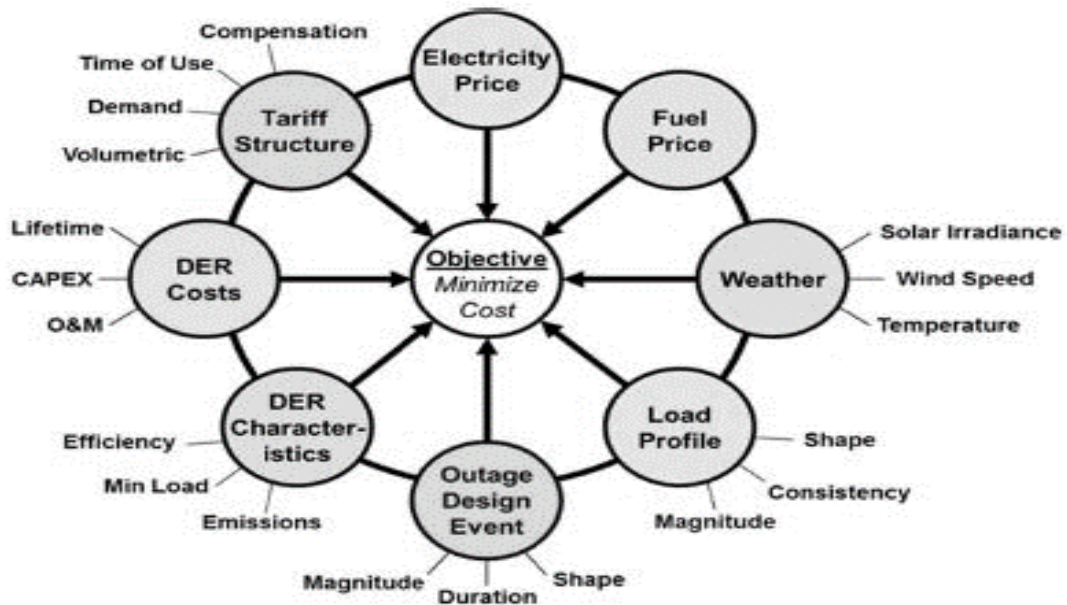 Compensation
Time of Use
Demand
Volumetric
Tariff
Structure
Electricity
Price
Fuel
Price
Lifetime
CAPEX
O&M
DER
Costs
Objective
Minimize
Cost
Weather
Solar Irradiance
Wind Speed
Temperature
Efficiency
Min Load
Emissions
DER
Character-
istics
Outage
Design
Event
Magnitude
Duration
Shape
Load
Profile
Shape
Consistency
Magnitude